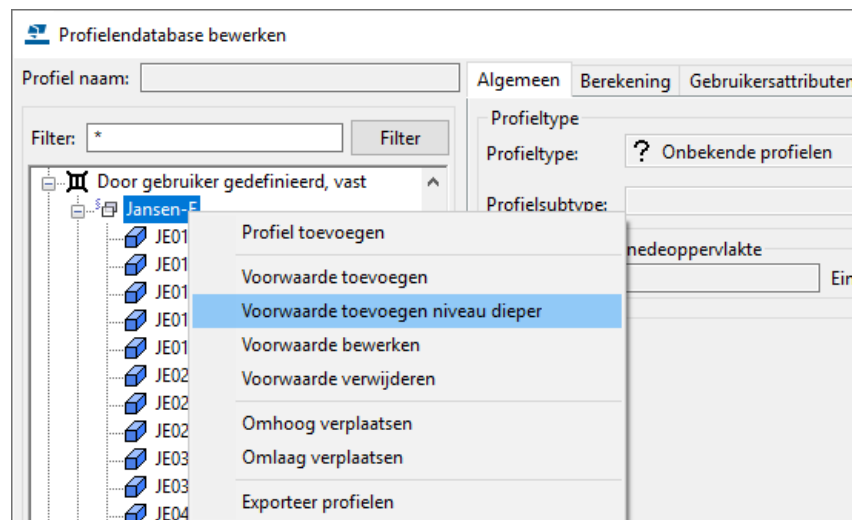 Profielendatabase bewerken
Profiel naam:
Algemeen Berekening Gebruikersattributen
Filter: * Filter
Profieltype
Profieltype: ? Onbekende profielen
Door gebruiker gedefinieerd, vast
Jansen-E
Profielsubtype:
JE01
Profiel toevoegen
nedeoppervlakte
JE01
Voorwaarde toevoegen
Ein
JE01
Voorwaarde toevoegen niveau dieper
JE01
JE01
Voorwaarde bewerken
JE02
Voorwaarde verwijderen
JE02
JE02
Omhoog verplaatsen
JE03
Omlaag verplaatsen
JE03
Exporteer profielen
JE04